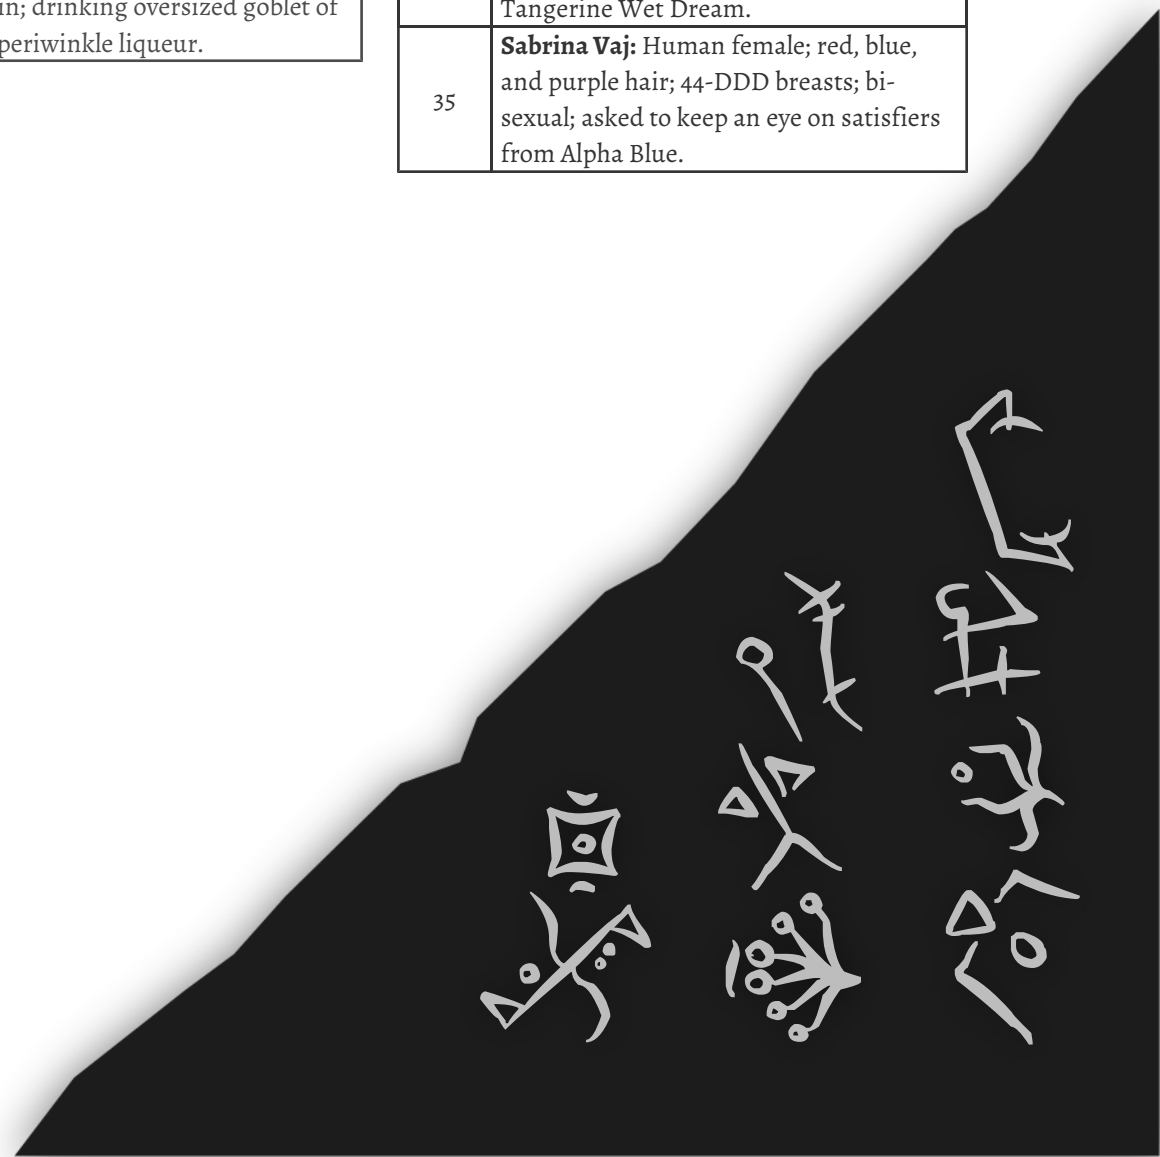 in; drinking oversized goblet of
periwinkle liqueur.
Tangerine Wet Dream.
35
Sabrina Vaj: Human female; red, blue,
and purple hair; 44-DDD breasts; bi-
sexual; asked to keep an eye on satisfiers
from Alpha Blue.